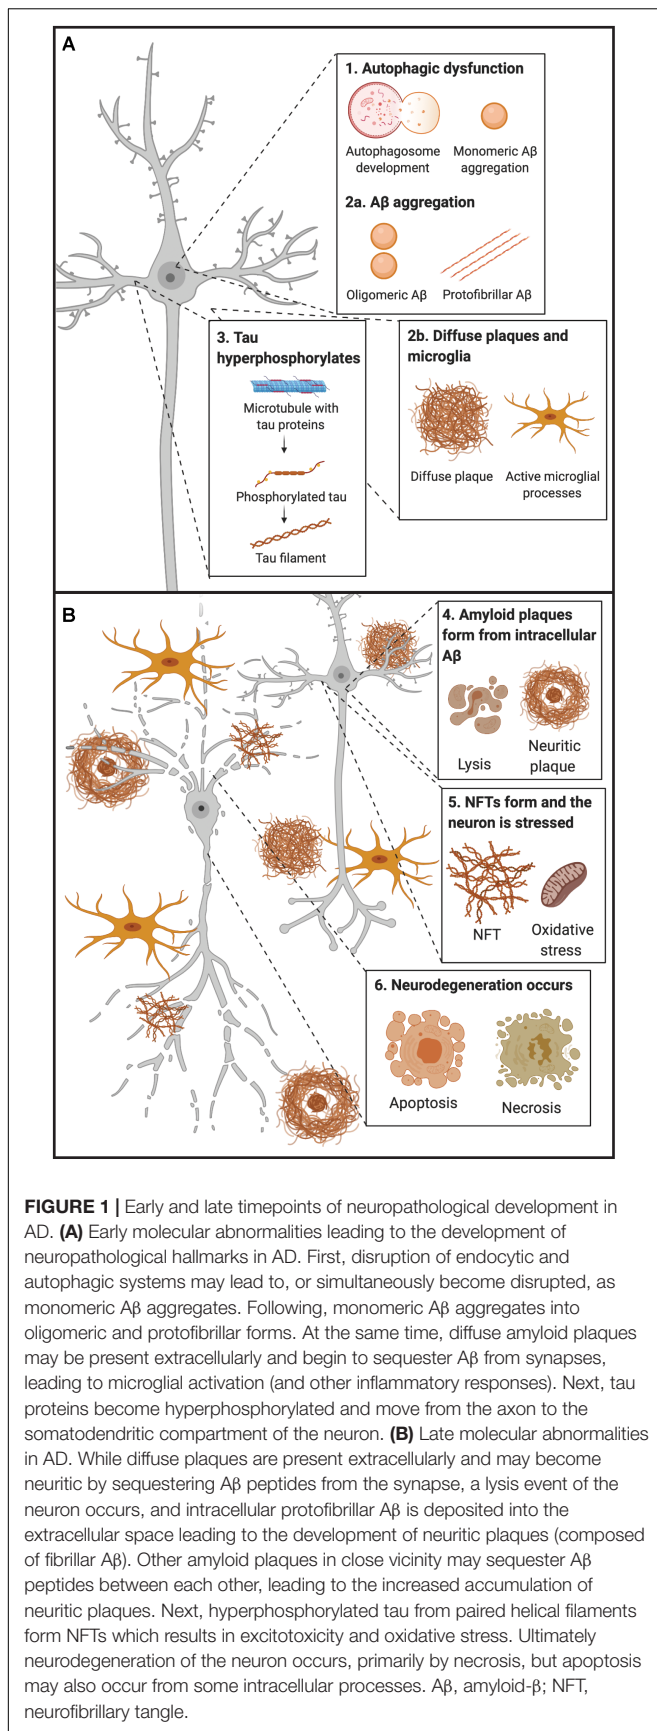 A
1. Autophagic dysfunction
Autophagosome
development
Monomeric Aβ
aggregation
2a. Aβ aggregation
Oligomeric Aβ
Protofibrillar Aβ
3. Tau
hyperphosphorylates
Microtubule with
tau proteins
Phosphorylated tau
Tau filament
2b. Diffuse plaques and
microglia
Diffuse plaque
Active microglial
processes
B
4. Amyloid plaques
form from intracellular
Aβ
Lysis
Neuritic
plaque
5. NFTs form and the
neuron is stressed
NFT
Oxidative
stress
6. Neurodegeneration occurs
Apoptosis
Necrosis
FIGURE 1 | Early and late timepoints of neuropathological development in
AD. (A) Early molecular abnormalities leading to the development of
neuropathological hallmarks in AD. First, disruption of endocytic and
autophagic systems may lead to, or simultaneously become disrupted, as
monomeric Aβ aggregates. Following, monomeric Aβ aggregates into
oligomeric and protofibrillar forms. At the same time, diffuse amyloid plaques
may be present extracellularly and begin to sequester Aβ from synapses,
leading to microglial activation (and other inflammatory responses). Next, tau
proteins become hyperphosphorylated and move from the axon to the
somatodendritic compartment of the neuron. (B) Late molecular abnormalities
in AD. While diffuse plaques are present extracellularly and may become
neuritic by sequestering Aβ peptides from the synapse, a lysis event of the
neuron occurs, and intracellular protofibrillar Aβ is deposited into the
extracellular space leading to the development of neuritic plaques (composed
of fibrillar Aβ). Other amyloid plaques in close vicinity may sequester Aβ
peptides between each other, leading to the increased accumulation of
neuritic plaques. Next, hyperphosphorylated tau from paired helical filaments
form NFTs which results in excitotoxicity and oxidative stress. Ultimately
neurodegeneration of the neuron occurs, primarily by necrosis, but apoptosis
may also occur from some intracellular processes. Aβ, amyloid-β; NFT,
neurofibrillary tangle.